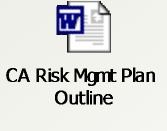 W
CA Risk Mgmt Plan
Outline